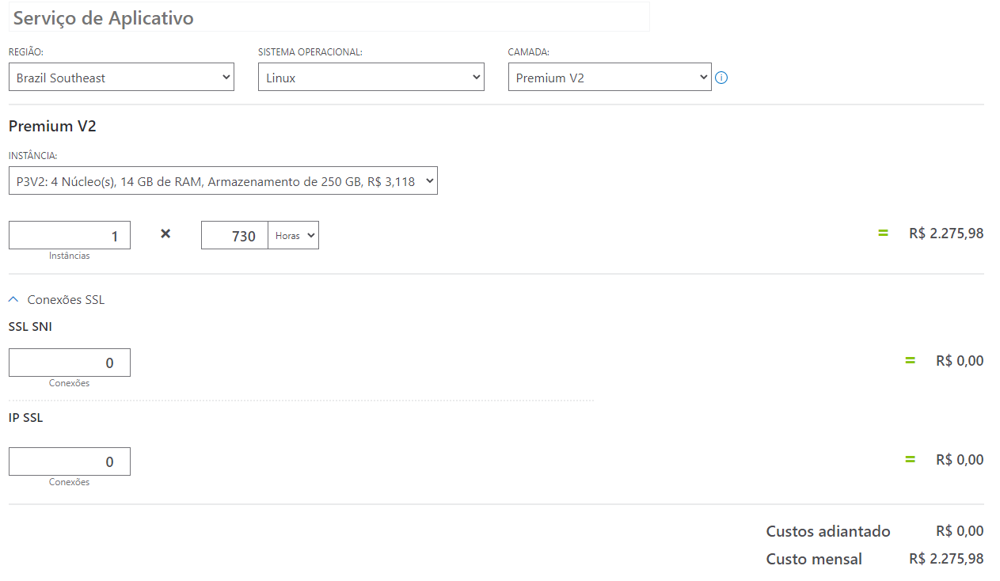 Serviço de Aplicativo
REGIÃO: SISTEMA OPERACIONAL: CAMADA:
Brazil Southeast Linux Premium V2
Premium V2
INSTÂNCIA:
P3V2: 4 Núcleo(s), 14 GB de RAM, Armazenamento de 250 GB, R$ 3,118
1 × 730 Horas = R$ 2.275,98
Instâncias
Conexões SSL
SSL SNI
0 = R$ 0,00
Conexões
IP SSL
0 = R$ 0,00
Conexões
Custos adiantado R$ 0,00
Custo mensal R$ 2.275,98